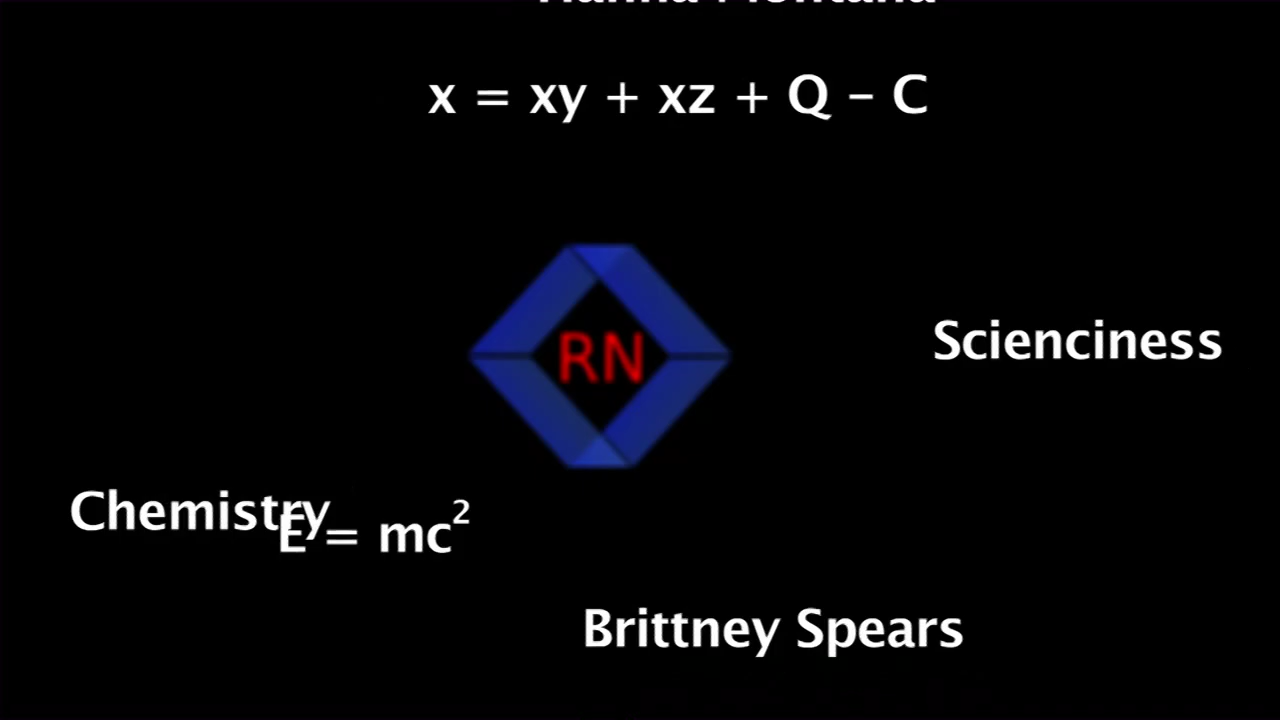 x = xy + xz + Q – C
Scienciness
RN
Chemistry
E = mc²
Brittney Spears